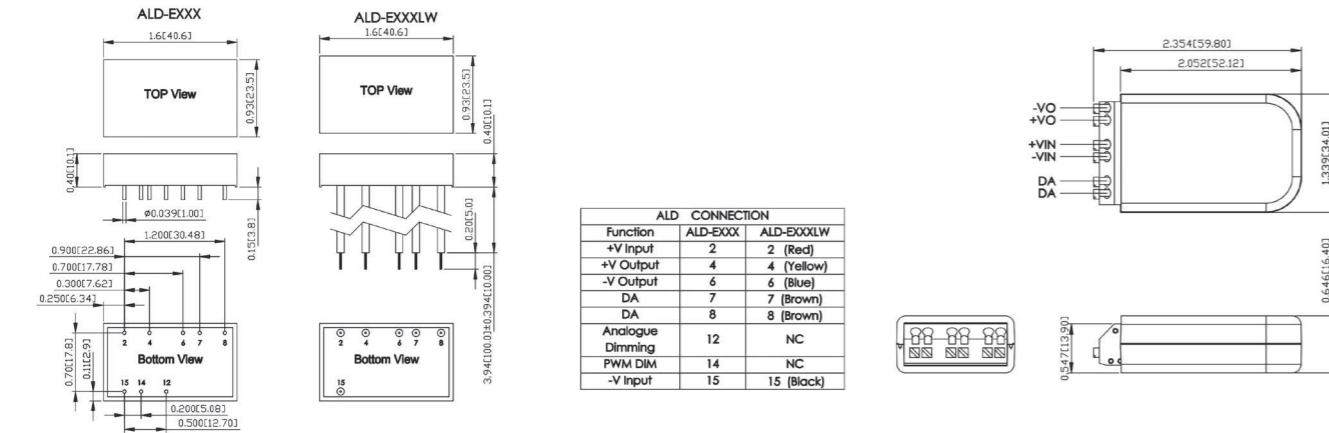 ALD-EXXX
1.6[40.6]
TOP View
0.93[23.5]
0.40[10.1]
ø0.039[1.00]
0.15[3.8]
1.200[30.48]
0.900[22.86]
0.700[17.78]
0.300[7.62]
0.250[6.34]
2 4 6 7 8
Bottom View
0.70[17.8]
0.11[2.9]
15 14 12
0.200[5.08]
0.500[12.70]
ALD-EXXXLW
1.6[40.6]
TOP View
0.93[23.5]
0.40[10.1]
0.20[5.0]
3.94[100.0]±0.394[10.00]
2 4 6 7 8
Bottom View
15
ALD CONNECTION
Function ALD-EXXX ALD-EXXXLW
+V Input 2 2 (Red)
+V Output 4 4 (Yellow)
-V Output 6 6 (Blue)
DA 7 7 (Brown)
DA 8 8 (Brown)
Analogue
Dimming 12 NC
PWM DIM 14 NC
-V Input 15 15 (Black)
2.354[59.80]
2.052[52.12]
-VO
+VO
+VIN
-VIN
DA
DA
1.339[34.01]
0.646[16.40]
0.547[13.90]